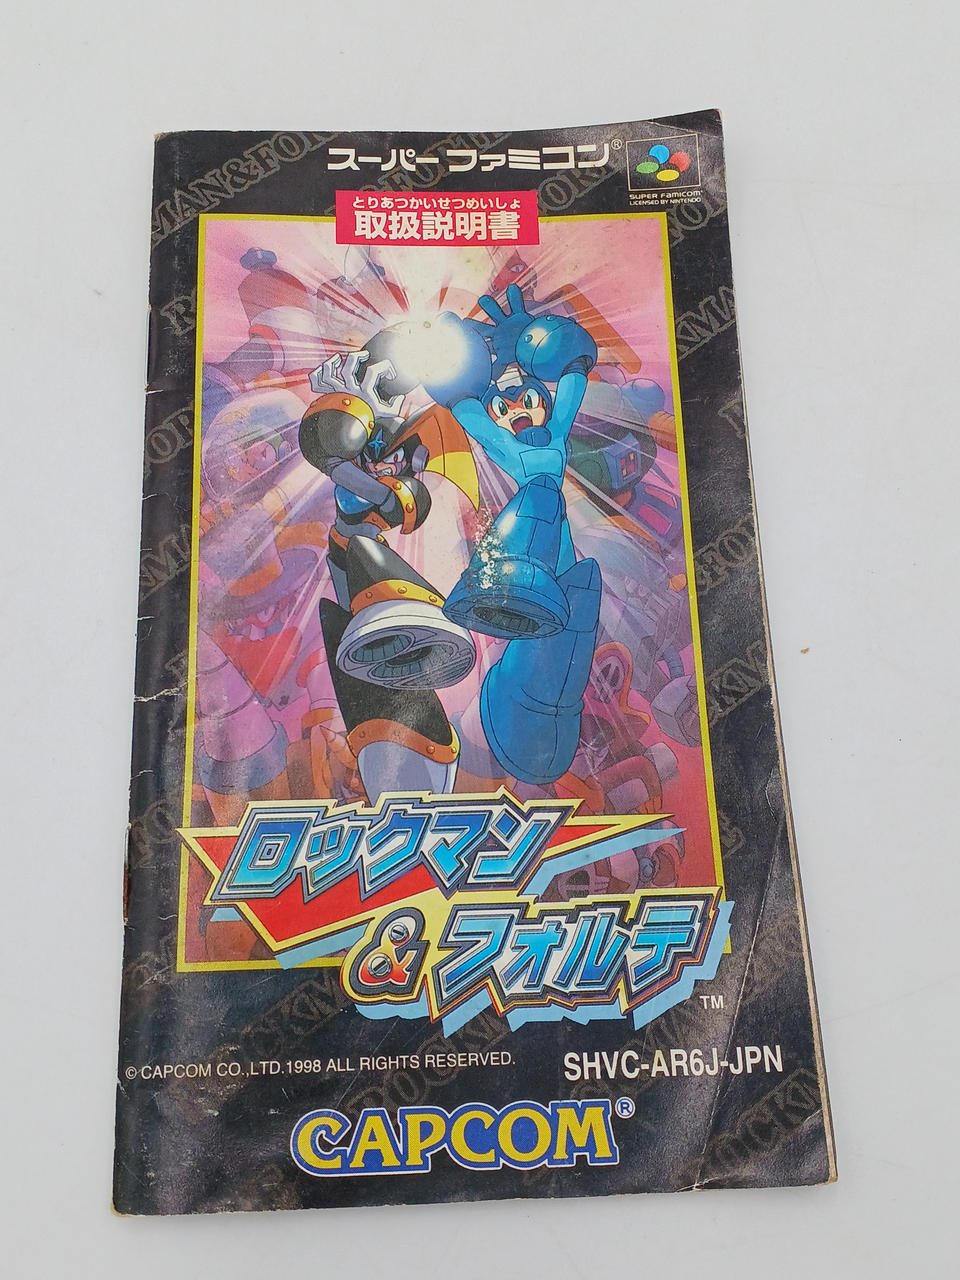 スーパーファミコン®
SUPER FAMICOM™
LICENSED BY NINTENDO
とりあつかいせつめいしょ
取扱説明書
ロックマン
&フォルテ
TM
© CAPCOM CO.,LTD.1998 ALL RIGHTS RESERVED.
SHVC-AR6J-JPN
CAPCOM®